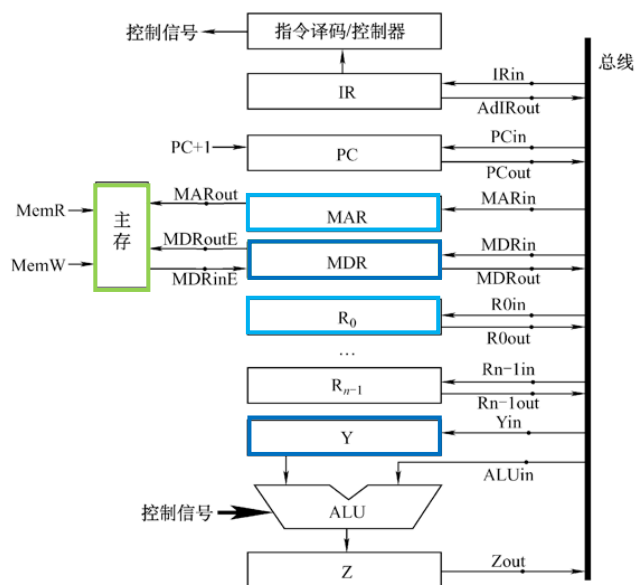 控制信号
指令译码/控制器
总线
IRin
IR
AdIRout
PC+1
PC
PCin
PCout
MARout
MARin
MemR
主存
MAR
MDRoutE
MDRin
MemW
MDR
MDRinE
MDRout
R0in
R₀
R0out
…
Rn-1in
Rₙ₋₁
Rn-1out
Y
Yin
ALUin
控制信号
ALU
Zout
Z